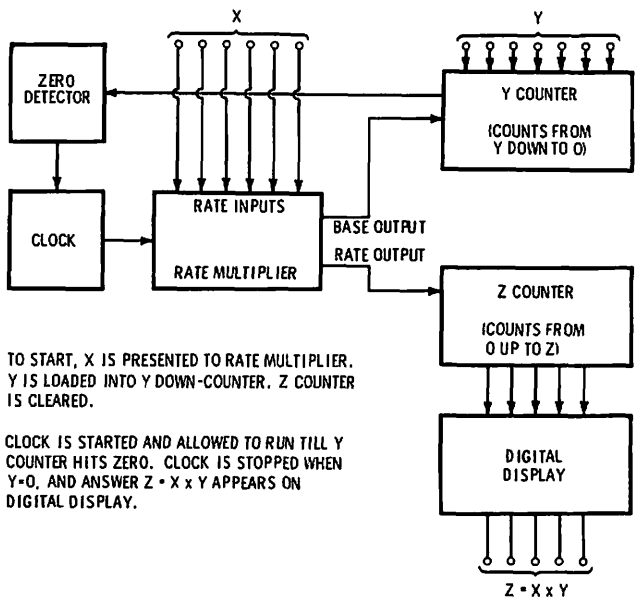 X
Y
ZERO
DETECTOR
Y COUNTER
(COUNTS FROM
Y DOWN TO 0)
CLOCK
RATE INPUTS
RATE MULTIPLIER
BASE OUTPUT
RATE OUTPUT
Z COUNTER
(COUNTS FROM
0 UP TO Z)
TO START, X IS PRESENTED TO RATE MULTIPLIER.
Y IS LOADED INTO Y DOWN-COUNTER. Z COUNTER
IS CLEARED.
CLOCK IS STARTED AND ALLOWED TO RUN TILL Y
COUNTER HITS ZERO. CLOCK IS STOPPED WHEN
Y=0, AND ANSWER Z = X x Y APPEARS ON
DIGITAL DISPLAY.
DIGITAL
DISPLAY
Z = X x Y